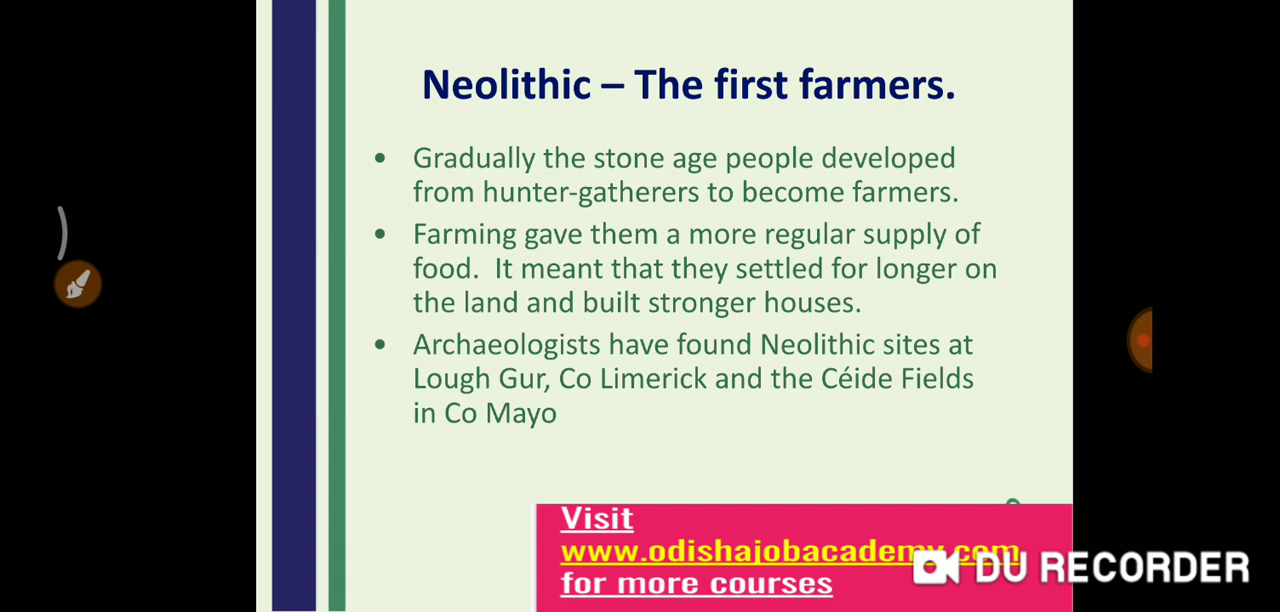 Neolithic – The first farmers.
• Gradually the stone age people developed
from hunter-gatherers to become farmers.
• Farming gave them a more regular supply of
food.  It meant that they settled for longer on
the land and built stronger houses.
• Archaeologists have found Neolithic sites at
Lough Gur, Co Limerick and the Céide Fields
in Co Mayo
Visit
www.odishajobacademy.com
for more courses
DU RECORDER